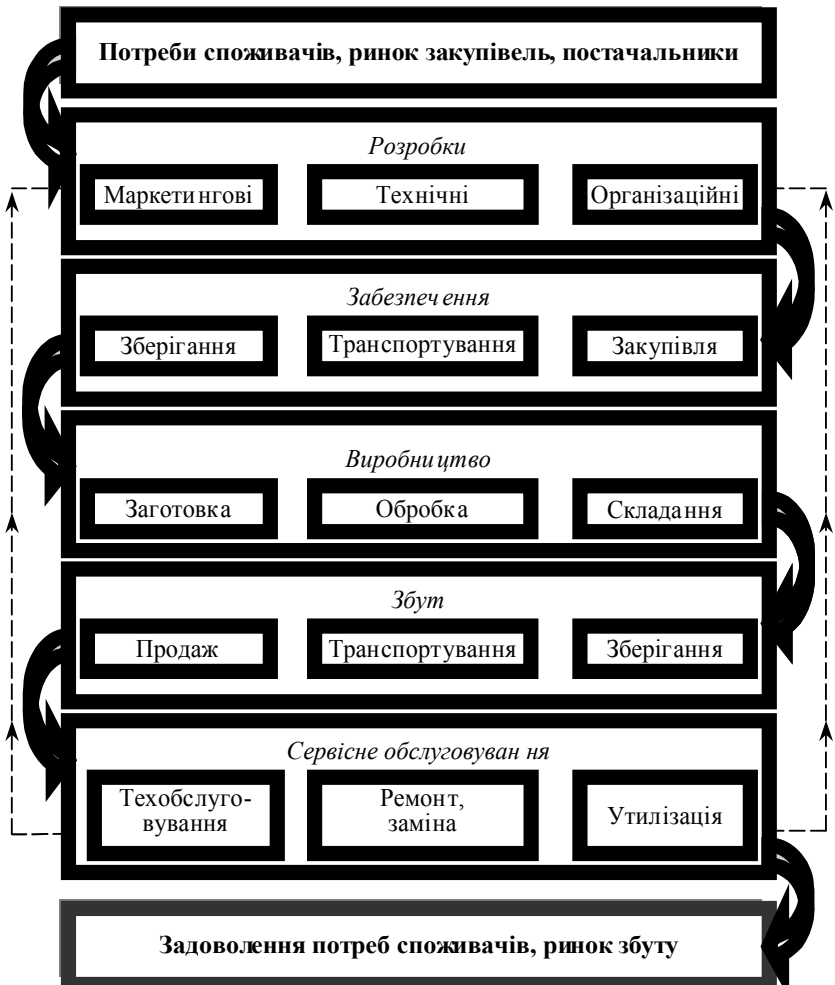 Потреби споживачів, ринок закупівель, постачальники
Розробки
Маркетингові Технічні Організаційні
Забезпечення
Зберігання Транспортування Закупівля
Виробництво
Заготовка Обробка Складання
Збут
Продаж Транспортування Зберігання
Сервісне обслуговування
Техобслуго-
вування
Ремонт,
заміна
Утилізація
Задоволення потреб споживачів, ринок збуту